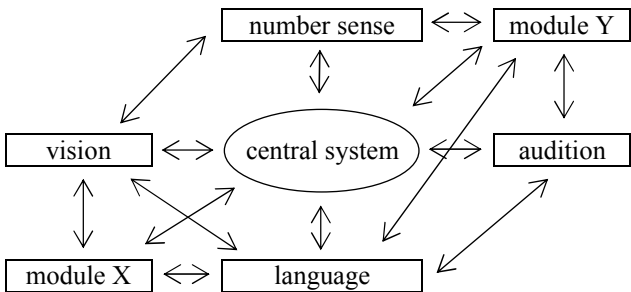 number sense
module Y
vision
central system
audition
module X
language